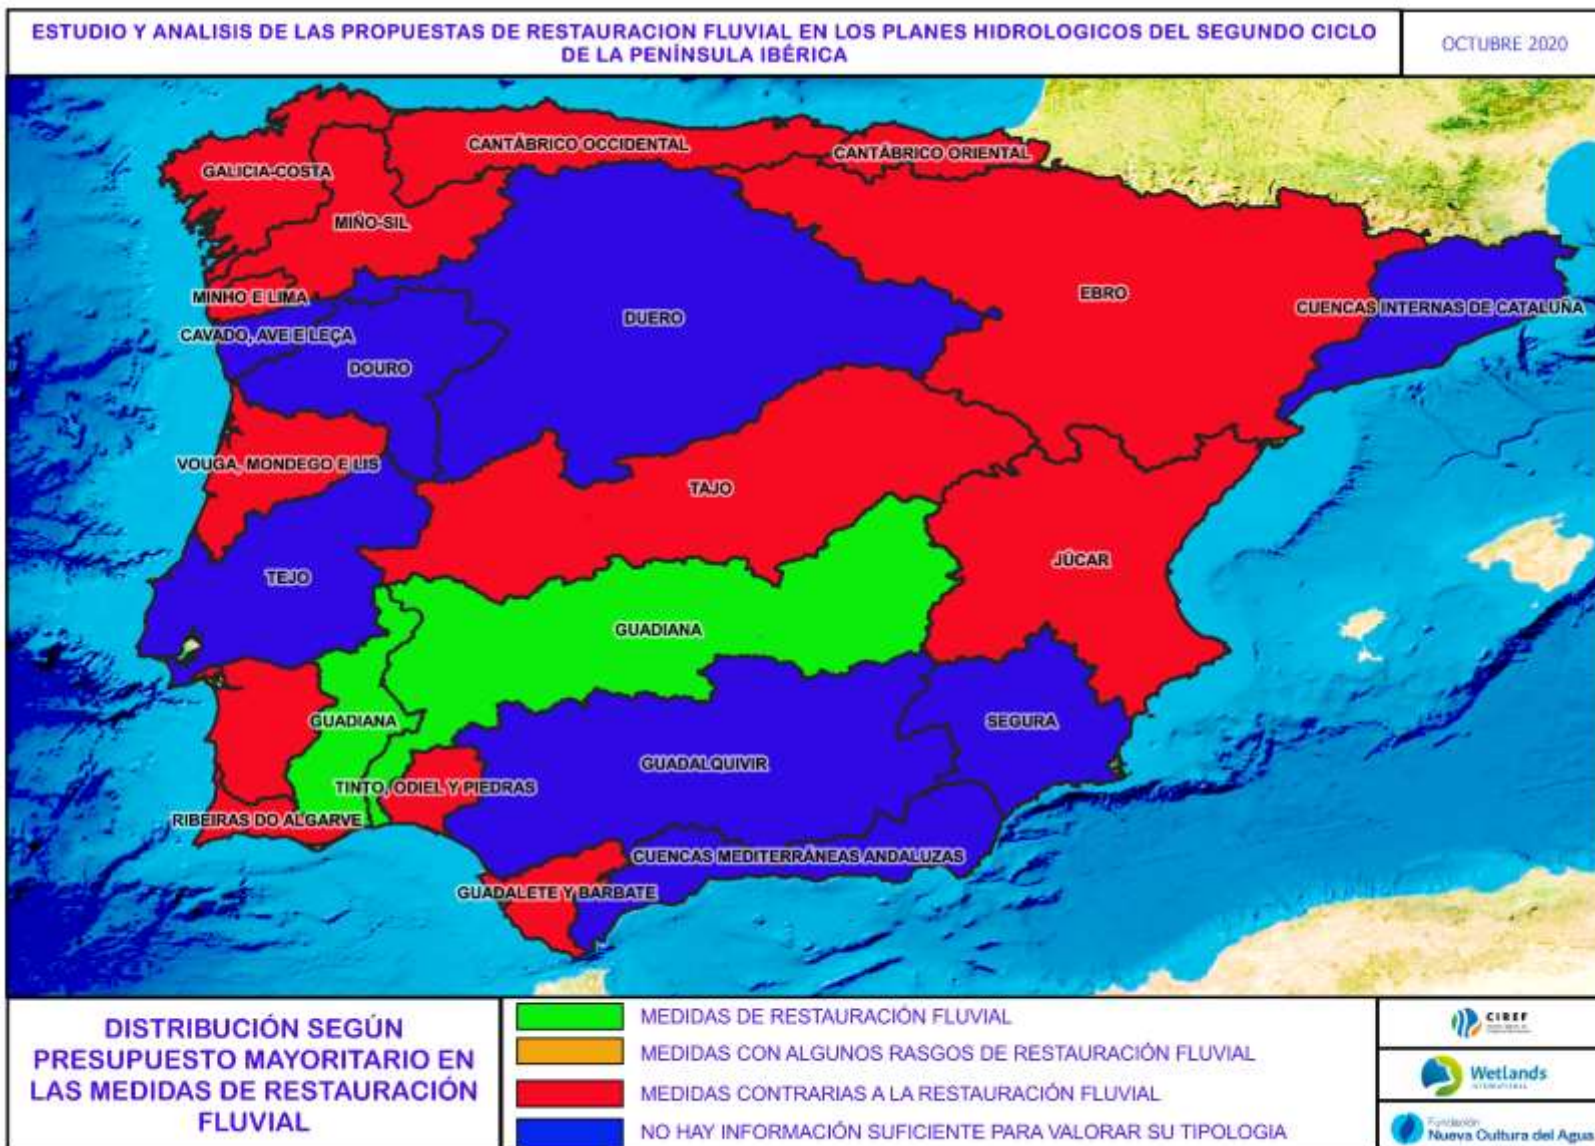 ESTUDIO Y ANALISIS DE LAS PROPUESTAS DE RESTAURACION FLUVIAL EN LOS PLANES HIDROLOGICOS DEL SEGUNDO CICLO
DE LA PENÍNSULA IBÉRICA
OCTUBRE 2020
CANTÁBRICO OCCIDENTAL
CANTÁBRICO ORIENTAL
GALICIA-COSTA
MIÑO-SIL
MINHO E LIMA
EBRO
CUENCAS INTERNAS DE CATALUÑA
DUERO
CAVADO, AVE E LEÇA
DOURO
VOUGA, MONDEGO E LIS
TAJO
JÚCAR
TEJO
GUADIANA
GUADIANA
SEGURA
GUADALQUIVIR
TINTO, ODIEL Y PIEDRAS
RIBEIRAS DO ALGARVE
CUENCAS MEDITERRÁNEAS ANDALUZAS
GUADALETE Y BARBATE
DISTRIBUCIÓN SEGÚN
PRESUPUESTO MAYORITARIO EN
LAS MEDIDAS DE RESTAURACIÓN
FLUVIAL
MEDIDAS DE RESTAURACIÓN FLUVIAL
MEDIDAS CON ALGUNOS RASGOS DE RESTAURACIÓN FLUVIAL
MEDIDAS CONTRARIAS A LA RESTAURACIÓN FLUVIAL
NO HAY INFORMACIÓN SUFICIENTE PARA VALORAR SU TIPOLOGIA
CIREF
Wetlands
INTERNATIONAL
Fundación
Nueva Cultura del Agua